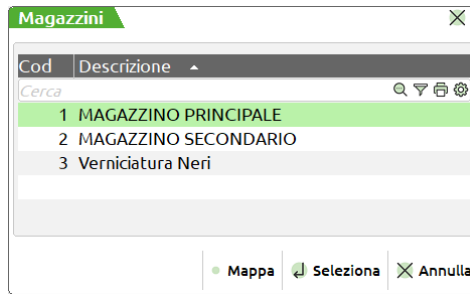 Magazzini
Cod Descrizione
Cerca
1 MAGAZZINO PRINCIPALE
2 MAGAZZINO SECONDARIO
3 Verniciatura Neri
Mappa Seleziona Annulla